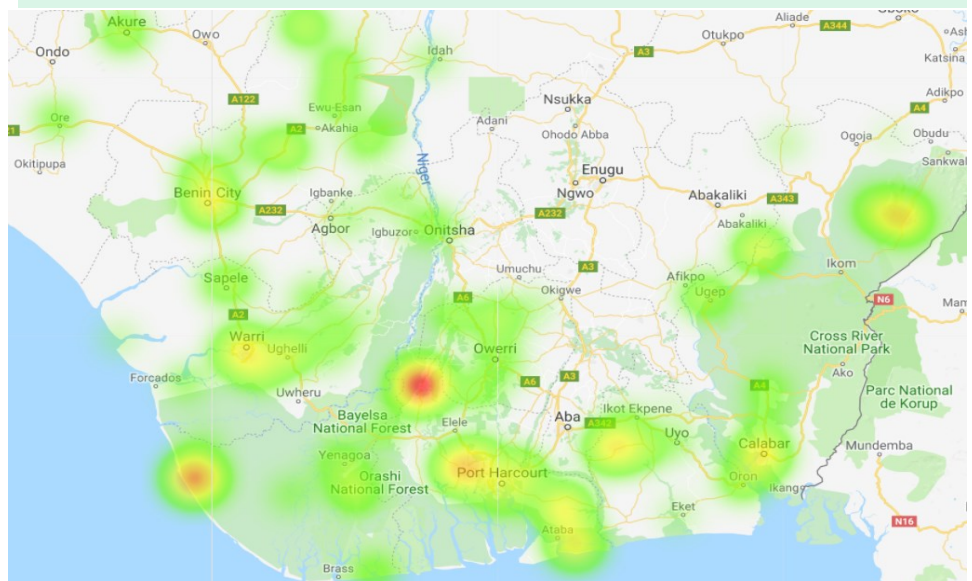 Akure
Owo
Ondo
Idah
Otukpo
Aliade
A344
A3
Katsina
Adikpo
A4
A122
Ewu-Esan
Akahia
A2
Ore
Okitipupa
Adani
Nsukka
Ohodo Abba
Ogoja
Obudu
Enugu
Ngwo
Niger
Benin City
A232
Igbanke
Agbor
Igbuzor
Onitsha
A232
Abakaliki
A343
Abakaliki
Ikom
Umuchu
A3
Okigwe
Afikpo
Ugep
Sapele
A2
A6
N6
Warri
Ughelli
Owerri
Cross River
National Park
Ako
Forcados
Uwheru
A6
A3
A4
Parc National
de Korup
Bayelsa
National Forest
Elele
Aba
Ikot Ekpene
A342
Uyo
Calabar
Mundemba
Yenagoa
Orashi
National Forest
Port Harcourt
Oron
Ikang
Eket
Ataba
N16
Brass